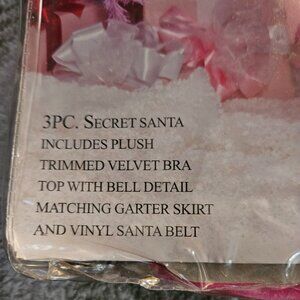 3PC. SECRET SANTA
INCLUDES PLUSH
TRIMMED VELVET BRA
TOP WITH BELL DETAIL
MATCHING GARTER SKIRT
AND VINYL SANTA BELT